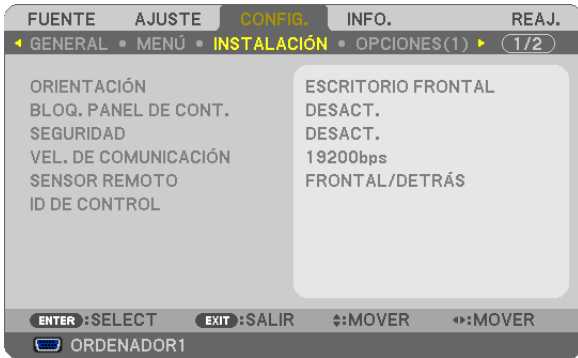 FUENTE AJUSTE CONFIG. INFO. REAJ.
GENERAL • MENÚ • INSTALACIÓN • OPCIONES(1) 1/2
ORIENTACIÓN ESCRITORIO FRONTAL
BLOQ. PANEL DE CONT. DESACT.
SEGURIDAD DESACT.
VEL. DE COMUNICACIÓN 19200bps
SENSOR REMOTO FRONTAL/DETRÁS
ID DE CONTROL
ENTER :SELECT EXIT :SALIR :MOVER :MOVER
ORDENADOR1